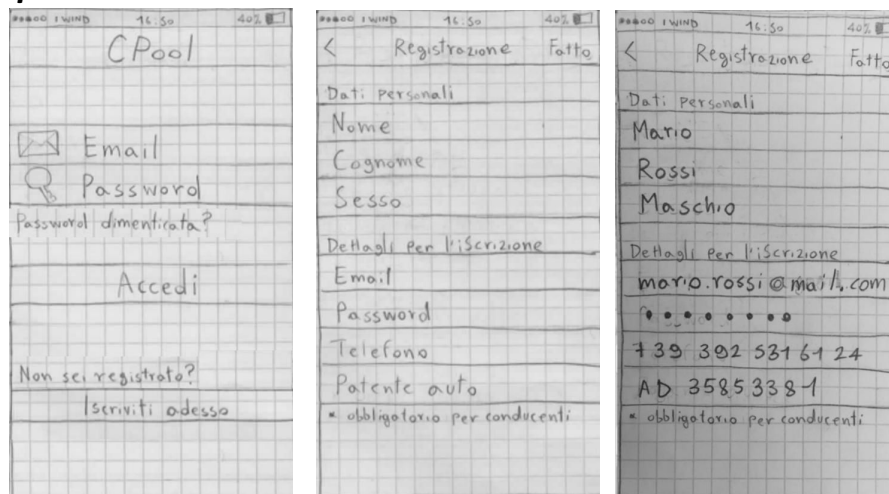 I WIND 16:50 40%
CPool
Email
Password
Password dimenticata?
Accedi
Non sei registrato?
Iscriviti adesso
I WIND 16:50 40%
< Registrazione Fatto
Dati personali
Nome
Cognome
Sesso
Dettagli per l'iscrizione
Email
Password
Telefono
Patente auto
* obbligatorio per conducenti
I WIND 16:50 40%
< Registrazione Fatto
Dati personali
Mario
Rossi
Maschio
Dettagli per l'iscrizione
mario.rossi@mail.com
• • • • • • • •
+39 392 531 61 24
AD 35853381
* obbligatorio per conducenti